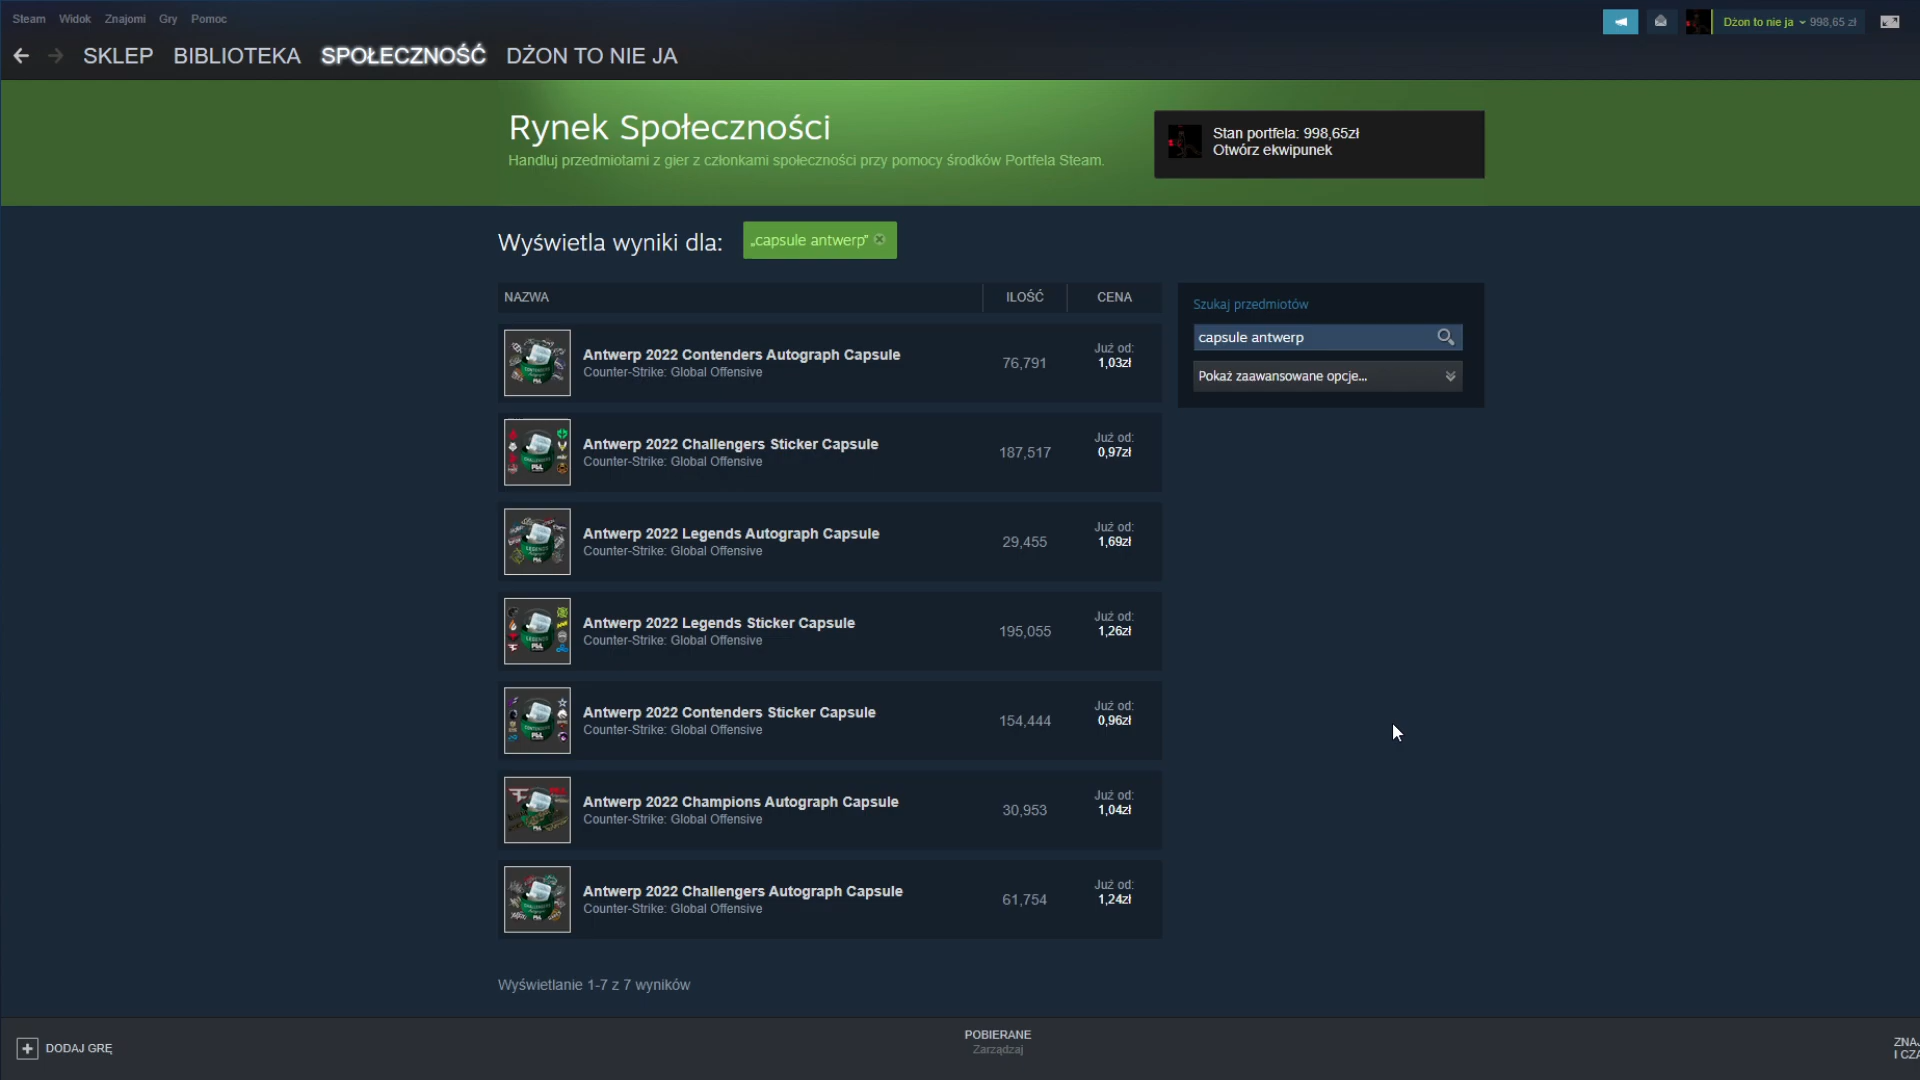 Steam Widok Znajomi Gry Pomoc
Dżon to nie ja 998,65 zł
SKLEP BIBLIOTEKA SPOŁECZNOŚĆ DŻON TO NIE JA
Rynek Społeczności
Handluj przedmiotami z gier z członkami społeczności przy pomocy środków Portfela Steam.
Stan portfela: 998,65zł
Otwórz ekwipunek
Wyświetla wyniki dla: „capsule antwerp”
NAZWA ILOŚĆ CENA
Antwerp 2022 Contenders Autograph Capsule
Counter-Strike: Global Offensive
76,791
Już od:
1,03zł
Antwerp 2022 Challengers Sticker Capsule
Counter-Strike: Global Offensive
187,517
Już od:
0,97zł
Antwerp 2022 Legends Autograph Capsule
Counter-Strike: Global Offensive
29,455
Już od:
1,69zł
Antwerp 2022 Legends Sticker Capsule
Counter-Strike: Global Offensive
195,055
Już od:
1,26zł
Antwerp 2022 Contenders Sticker Capsule
Counter-Strike: Global Offensive
154,444
Już od:
0,96zł
Antwerp 2022 Champions Autograph Capsule
Counter-Strike: Global Offensive
30,953
Już od:
1,04zł
Antwerp 2022 Challengers Autograph Capsule
Counter-Strike: Global Offensive
61,754
Już od:
1,24zł
Wyświetlanie 1-7 z 7 wyników
Szukaj przedmiotów
capsule antwerp
Pokaż zaawansowane opcje...
DODAJ GRĘ
POBIERANE
Zarządzaj
ZNAJ
I CZA